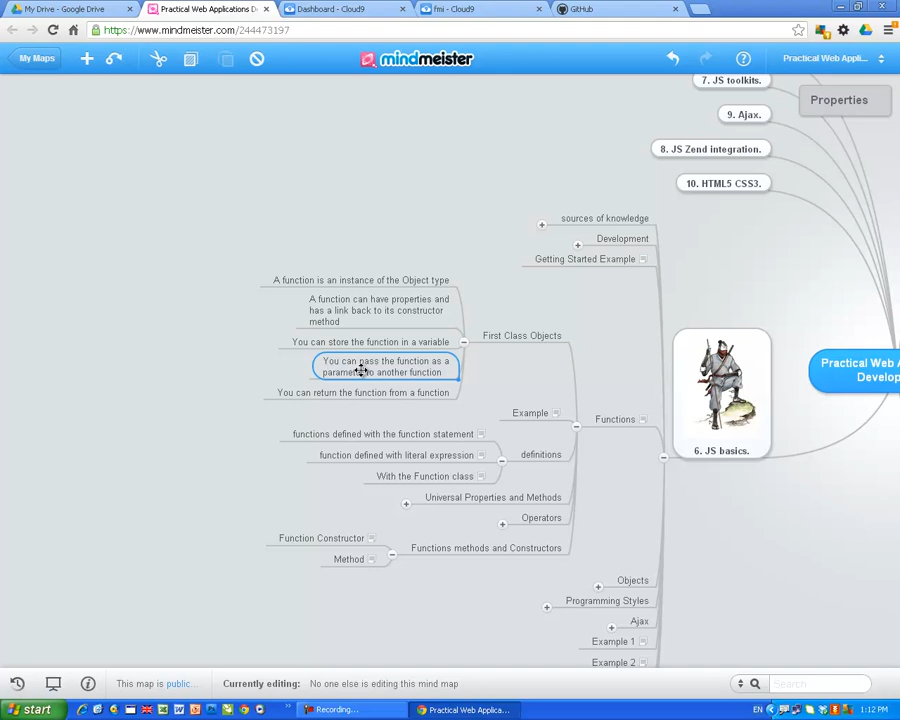 My Drive - Google Drive
Practical Web Applications D
Dashboard - Cloud9
fmi - Cloud9
GitHub
https://www.mindmeister.com/244473197
My Maps
mindmeister
Practical Web Appli...
7. JS toolkits.
Properties
9. Ajax.
8. JS Zend integration.
10. HTML5 CSS3.
sources of knowledge
Development
Getting Started Example
A function is an instance of the Object type
A function can have properties and
has a link back to its constructor
method
First Class Objects
You can store the function in a variable
You can pass the function as a
parameter to another function
You can return the function from a function
Practical Web A
Develop
Example
Functions
functions defined with the function statement
function defined with literal expression
definitions
6. JS basics.
With the Function class
Universal Properties and Methods
Operators
Function Constructor
Functions methods and Constructors
Method
Objects
Programming Styles
Ajax
Example 1
Example 2
This map is public...
Currently editing: No one else is editing this mind map
Search
start
Recording...
Practical Web Applica...
EN
1:12 PM